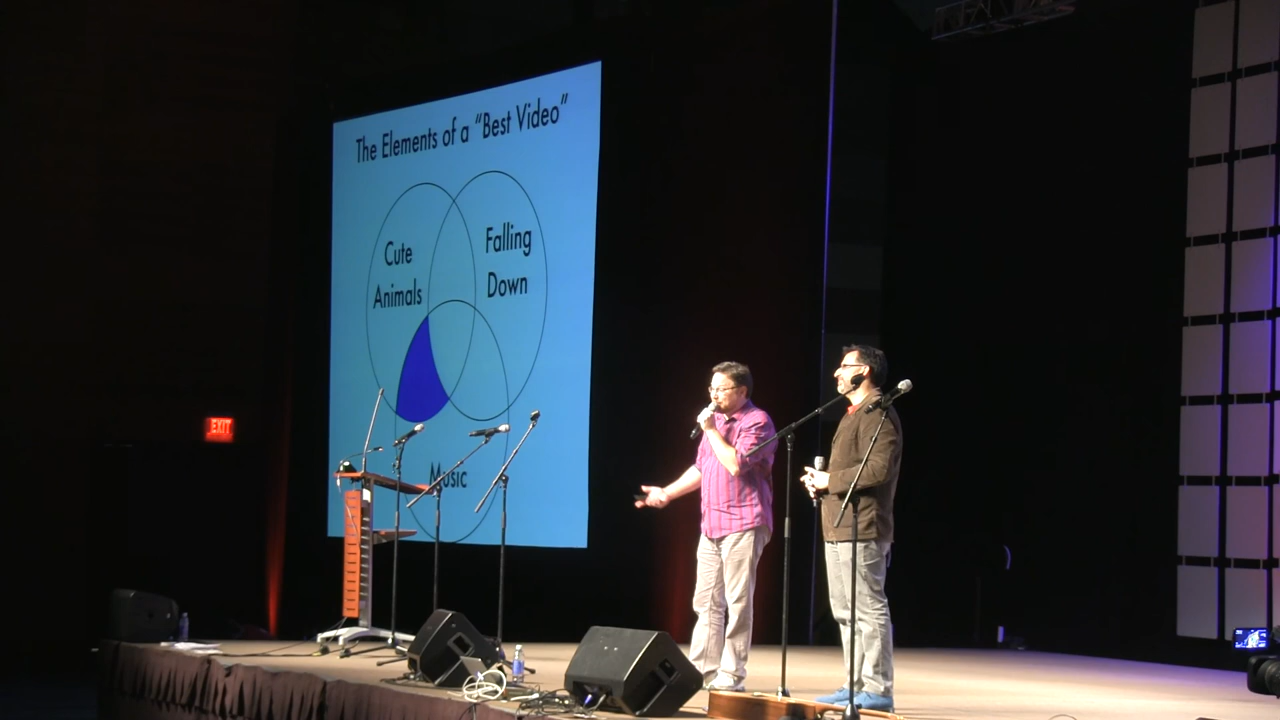 The Elements of a "Best Video"
Cute
Animals
Falling
Down
Music
EXIT